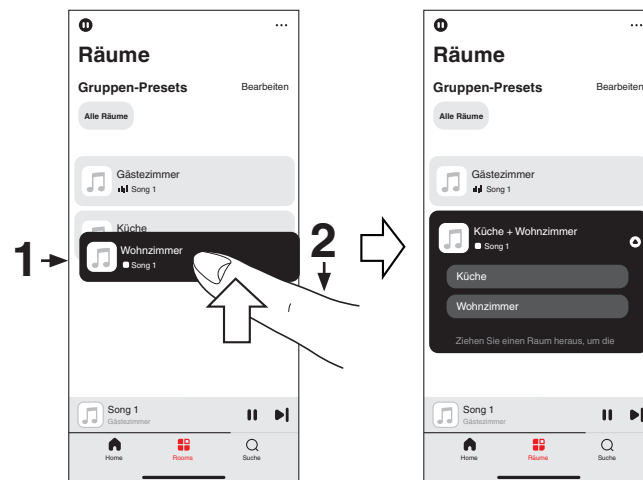 Räume
Gruppen-Presets
Bearbeiten
Alle Räume
Gästezimmer
Song 1
Küche
Wohnzimmer
Song 1
1
2
Song 1
Gästezimmer
Home
Rooms
Suche
Räume
Gruppen-Presets
Bearbeiten
Alle Räume
Gästezimmer
Song 1
Küche + Wohnzimmer
Song 1
Küche
Wohnzimmer
Ziehen Sie einen Raum heraus, um die
Song 1
Gästezimmer
Home
Räume
Suche